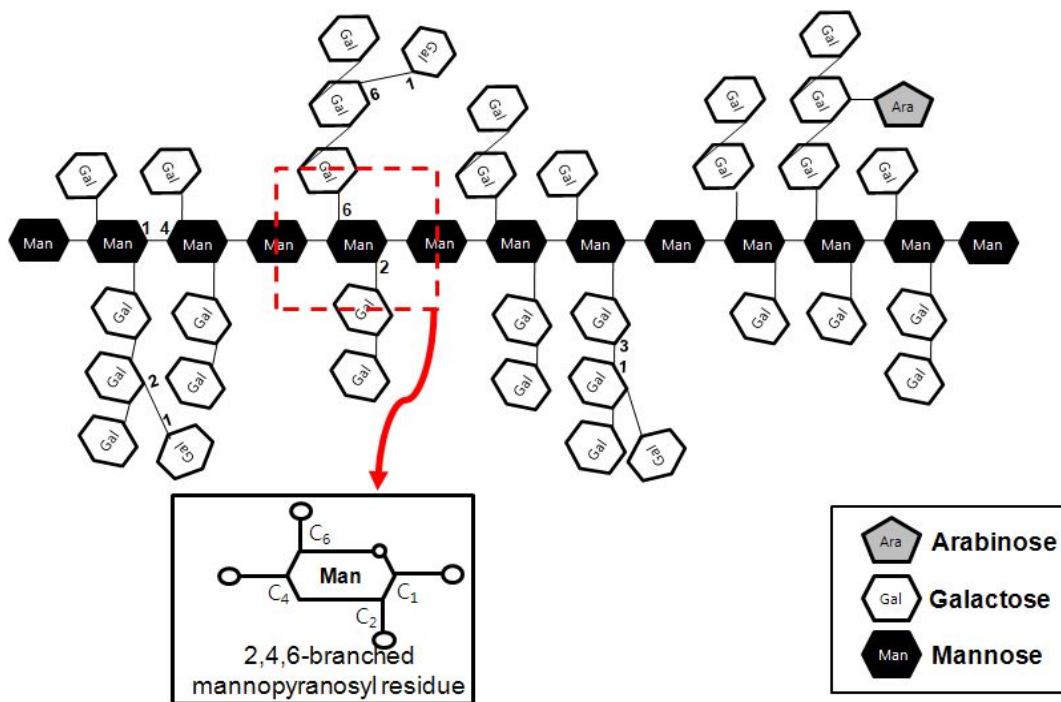 Gal Gal Gal
Gal 6 1 Gal Gal Gal Ara
Gal Gal Gal Gal Gal Gal Gal Gal
6
Man Man 1 4 Man Man Man Man Man Man Man Man Man Man Man
2
Gal Gal Gal Gal Gal Gal Gal Gal
3
1
Gal 2 Gal Gal Gal Gal Gal
1
Gal Gal Gal Gal
C6
Man
C4 C1
C2
2,4,6-branched
mannopyranosyl residue
Ara Arabinose
Gal Galactose
Man Mannose